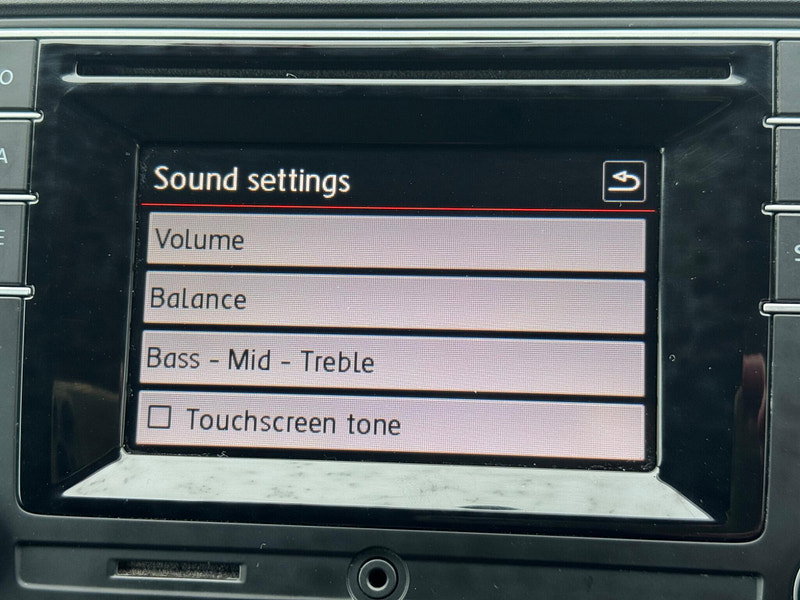 Sound settings
Volume
Balance
Bass - Mid - Treble
Touchscreen tone